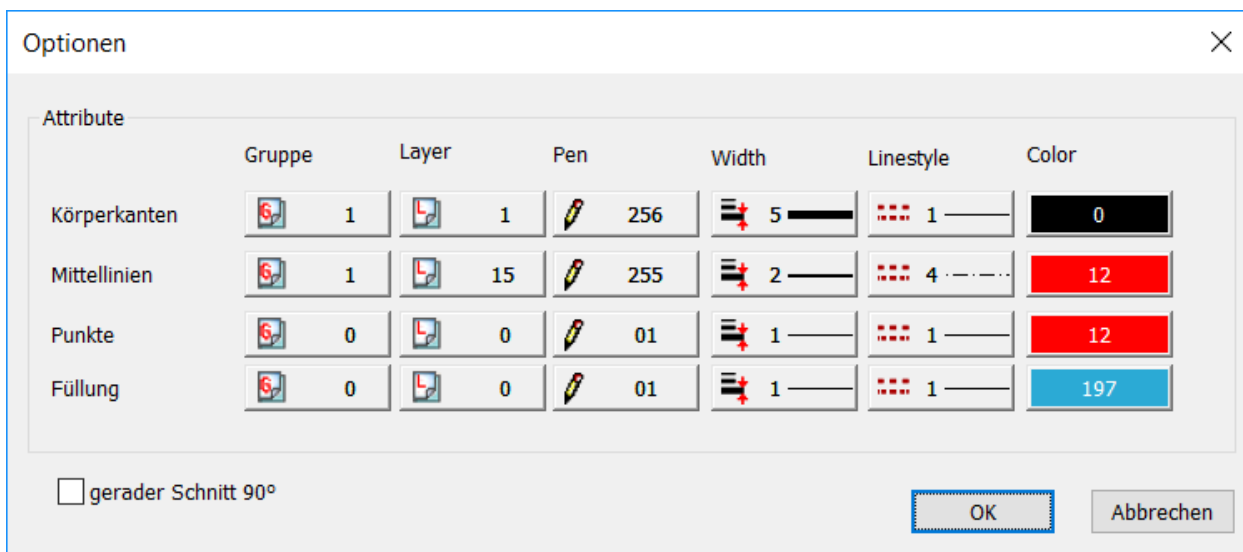 Optionen
Attribute
Gruppe Layer Pen Width Linestyle Color
Körperkanten 1 1 256 5 1 0
Mittellinien 1 15 255 2 4 12
Punkte 0 0 01 1 1 12
Füllung 0 0 01 1 1 197
gerader Schnitt 90º
OK Abbrechen